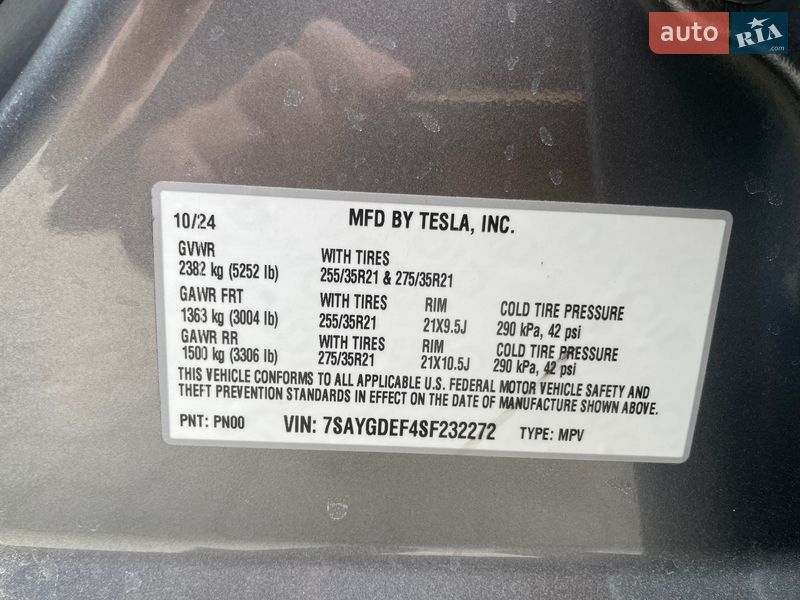 auto RIA .com
10/24 MFD BY TESLA, INC.
GVWR WITH TIRES
2382 kg (5252 lb) 255/35R21 & 275/35R21
GAWR FRT WITH TIRES RIM COLD TIRE PRESSURE
1363 kg (3004 lb) 255/35R21 21X9.5J 290 kPa, 42 psi
GAWR RR WITH TIRES RIM COLD TIRE PRESSURE
1500 kg (3306 lb) 275/35R21 21X10.5J 290 kPa, 42 psi
THIS VEHICLE CONFORMS TO ALL APPLICABLE U.S. FEDERAL MOTOR VEHICLE SAFETY AND
THEFT PREVENTION STANDARDS IN EFFECT ON THE DATE OF MANUFACTURE SHOWN ABOVE.
PNT: PN00 VIN: 7SAYGDEF4SF232272 TYPE: MPV